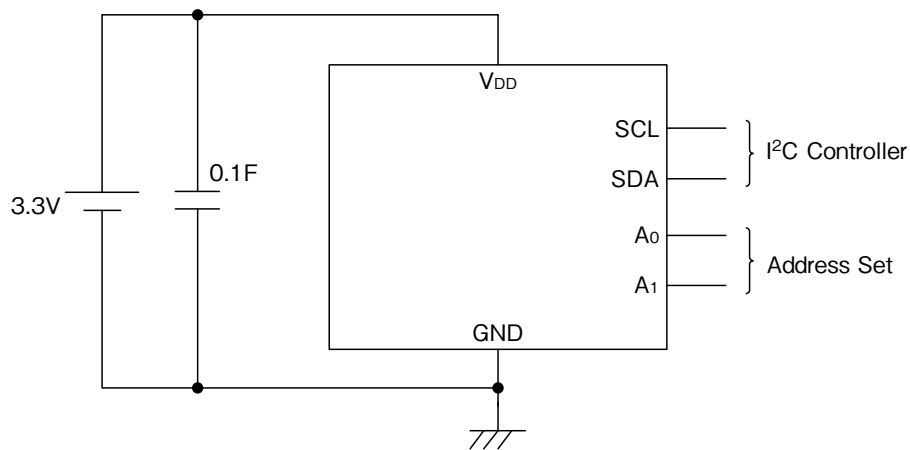 VDD
SCL
I²C Controller
0.1F
SDA
3.3V
A0
Address Set
A1
GND